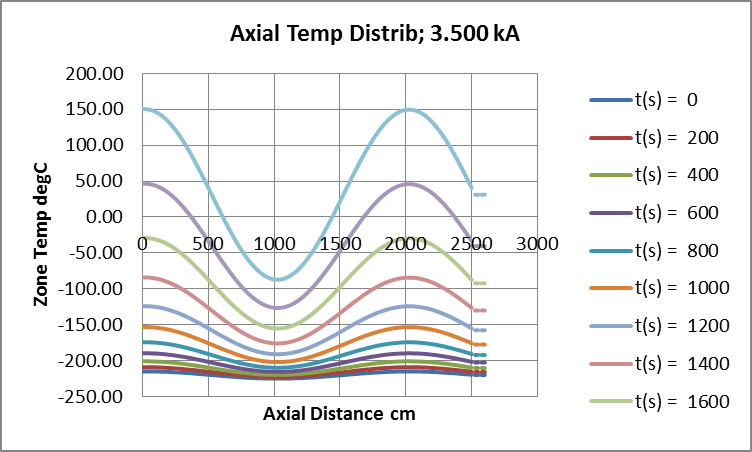 Axial Temp Distrib; 3.500 kA
200.00
150.00
100.00
50.00
0.00
-50.00
-100.00
-150.00
-200.00
-250.00
Zone Temp degC
0 500 1000 1500 2000 2500 3000
Axial Distance cm
t(s) = 0
t(s) = 200
t(s) = 400
t(s) = 600
t(s) = 800
t(s) = 1000
t(s) = 1200
t(s) = 1400
t(s) = 1600